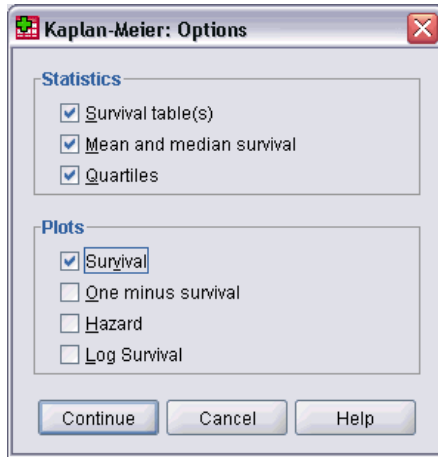 Kaplan-Meier: Options
Statistics
Survival table(s)
Mean and median survival
Quartiles
Plots
Survival
One minus survival
Hazard
Log Survival
Continue Cancel Help